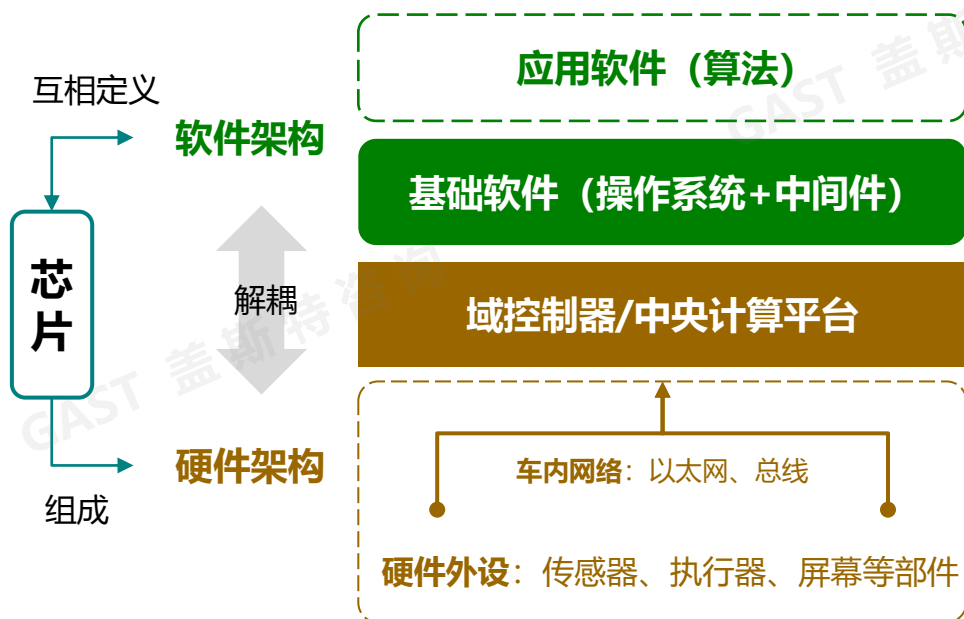 互相定义
软件架构
芯片
解耦
硬件架构
组成
应用软件（算法）
基础软件（操作系统+中间件）
域控制器/中央计算平台
车内网络：以太网、总线
硬件外设：传感器、执行器、屏幕等部件
GAST 盖斯特咨询
GAST 盖斯